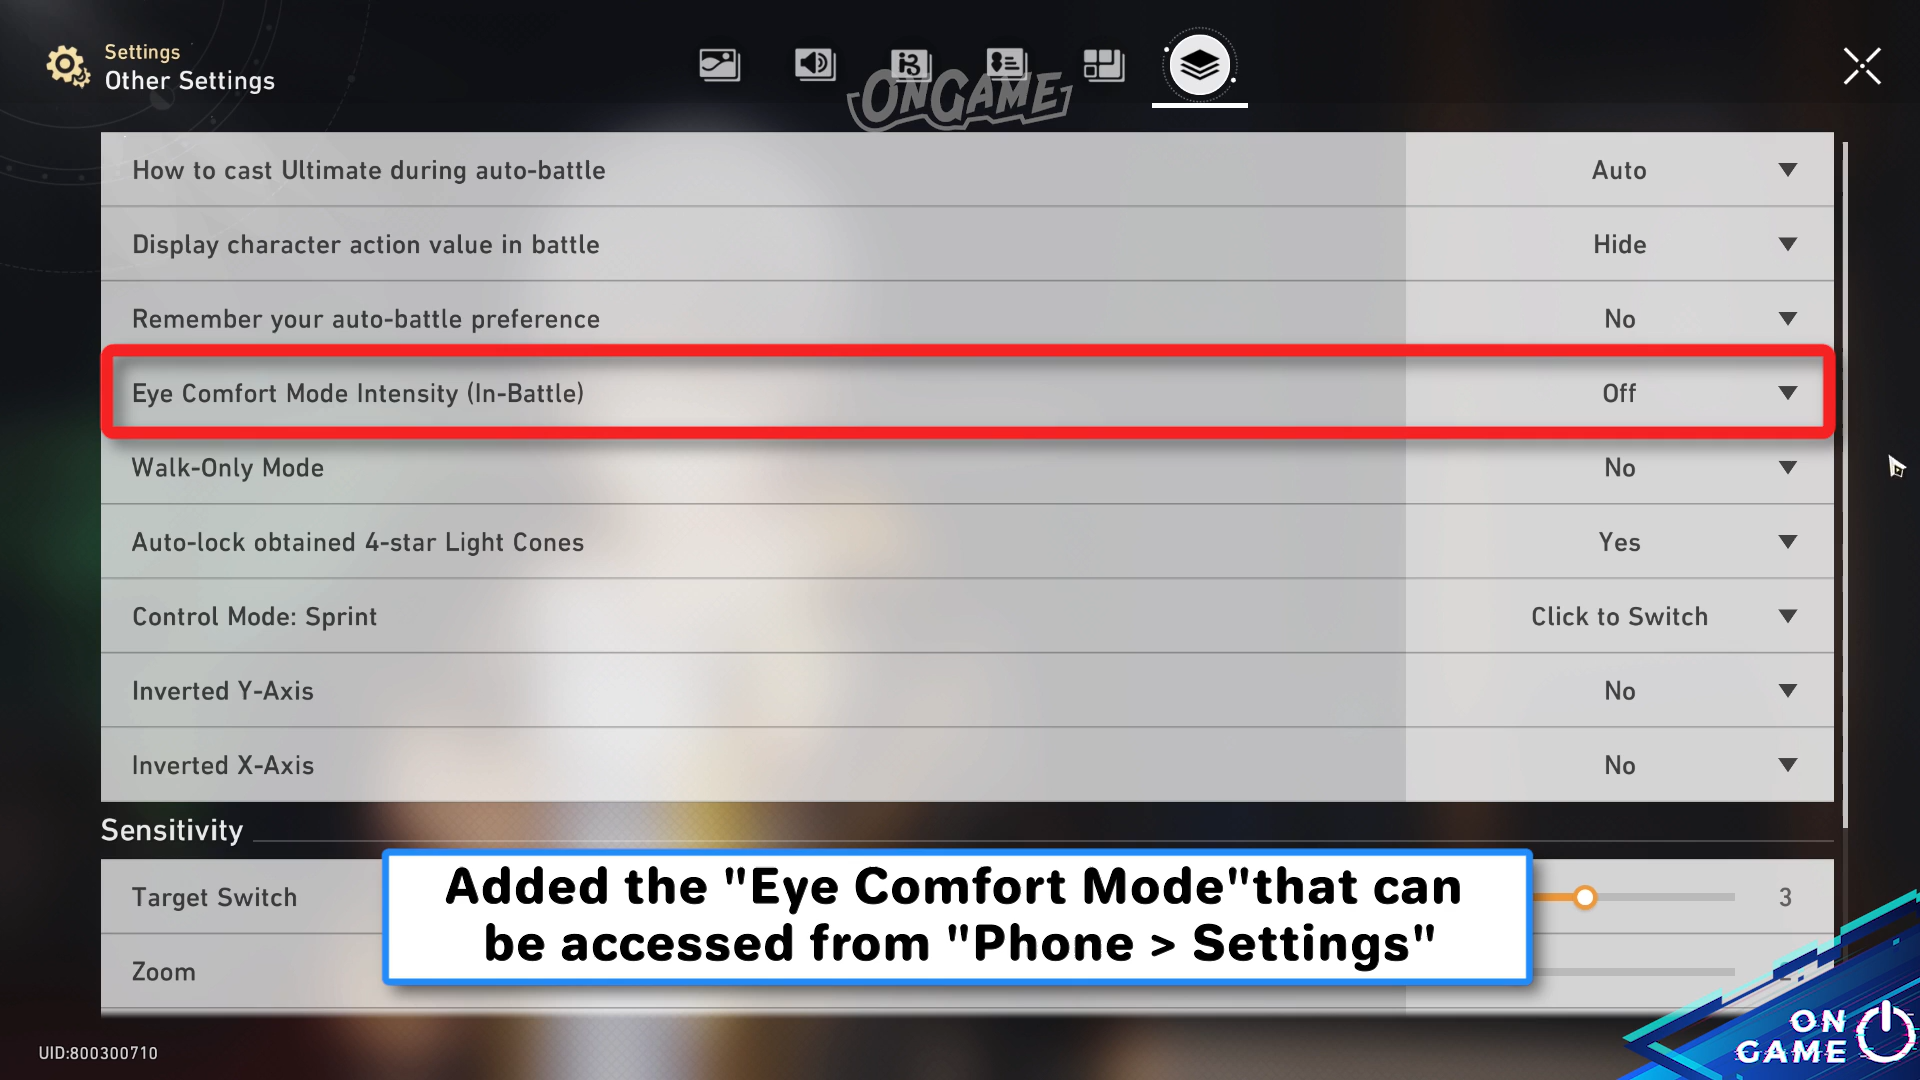 Settings
Other Settings
ONGAME
How to cast Ultimate during auto-battle
Auto
Display character action value in battle
Hide
Remember your auto-battle preference
No
Eye Comfort Mode Intensity (In-Battle)
Off
Walk-Only Mode
No
Auto-lock obtained 4-star Light Cones
Yes
Control Mode: Sprint
Click to Switch
Inverted Y-Axis
No
Inverted X-Axis
No
Sensitivity
Target Switch
3
Zoom
Added the "Eye Comfort Mode"that can
be accessed from "Phone > Settings"
UID:800300710
ON
GAME